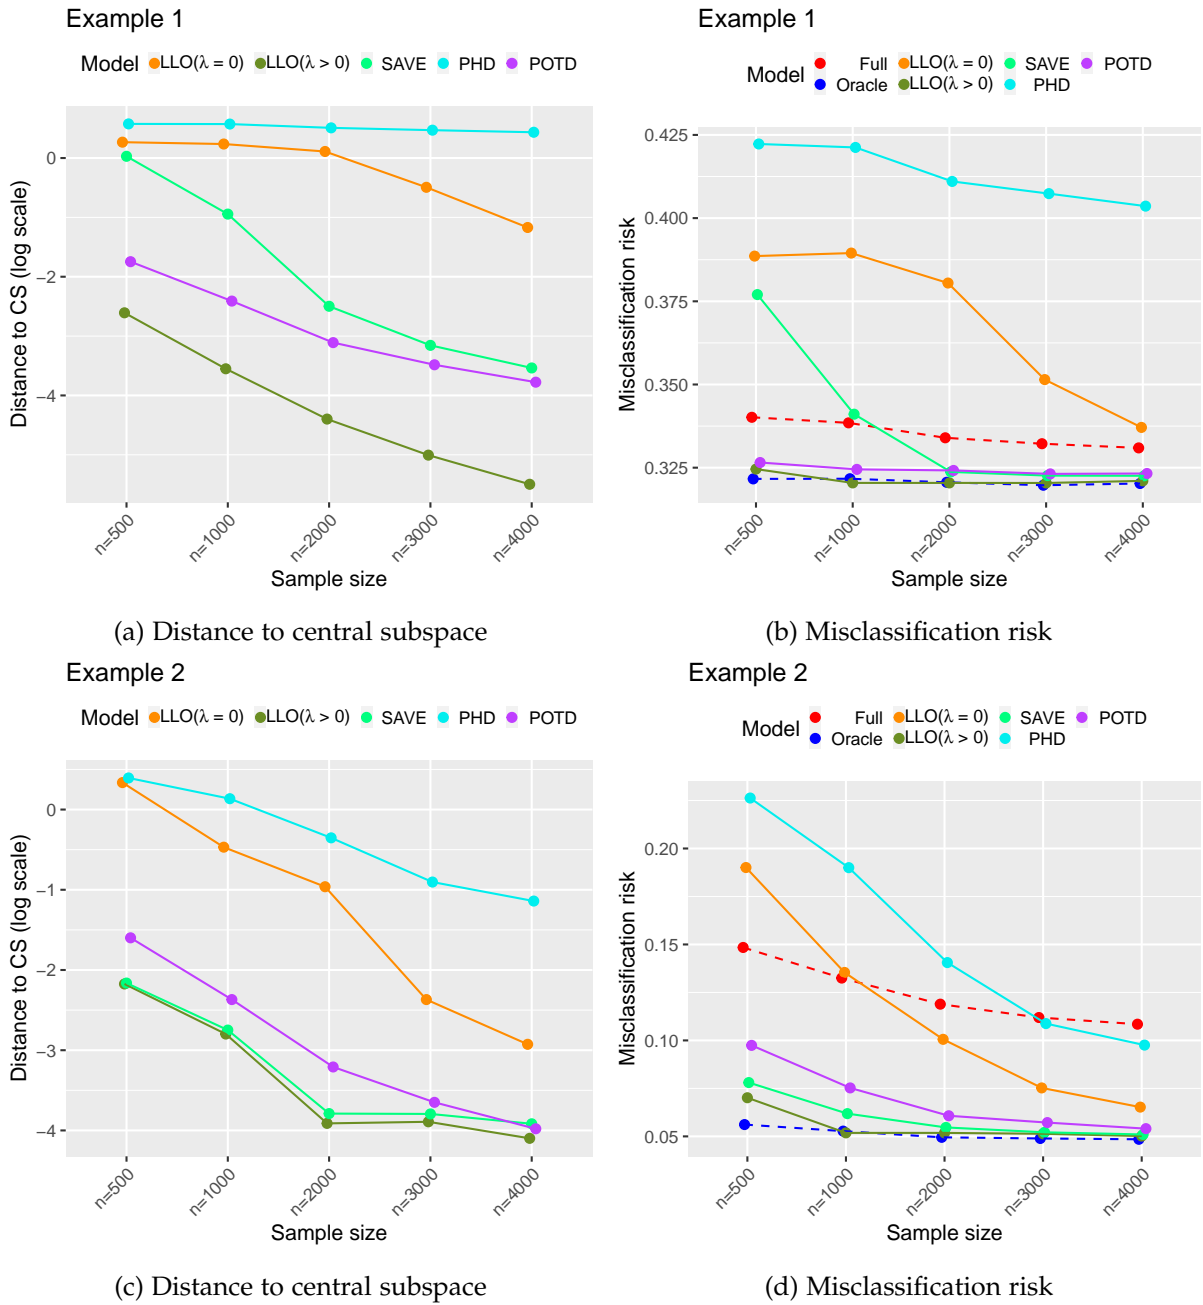 Example 1
Model LLO(λ = 0) LLO(λ > 0) SAVE PHD POTD
Distance to CS (log scale)
0
−2
−4
n=500 n=1000 n=2000 n=3000 n=4000
Sample size
(a) Distance to central subspace
Example 1
Model Full LLO(λ = 0) SAVE POTD
Oracle LLO(λ > 0) PHD
Misclassification risk
0.425
0.400
0.375
0.350
0.325
n=500 n=1000 n=2000 n=3000 n=4000
Sample size
(b) Misclassification risk
Example 2
Model LLO(λ = 0) LLO(λ > 0) SAVE PHD POTD
Distance to CS (log scale)
0
−1
−2
−3
−4
n=500 n=1000 n=2000 n=3000 n=4000
Sample size
(c) Distance to central subspace
Example 2
Model Full LLO(λ = 0) SAVE POTD
Oracle LLO(λ > 0) PHD
Misclassification risk
0.20
0.15
0.10
0.05
n=500 n=1000 n=2000 n=3000 n=4000
Sample size
(d) Misclassification risk